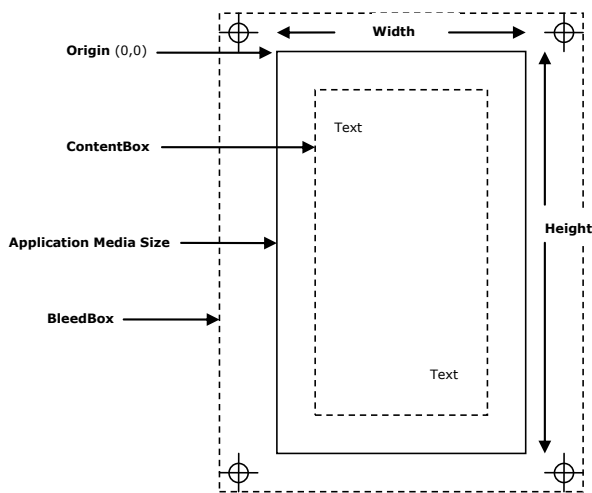 Width
Origin (0,0)
Text
ContentBox
Height
Application Media Size
BleedBox
Text